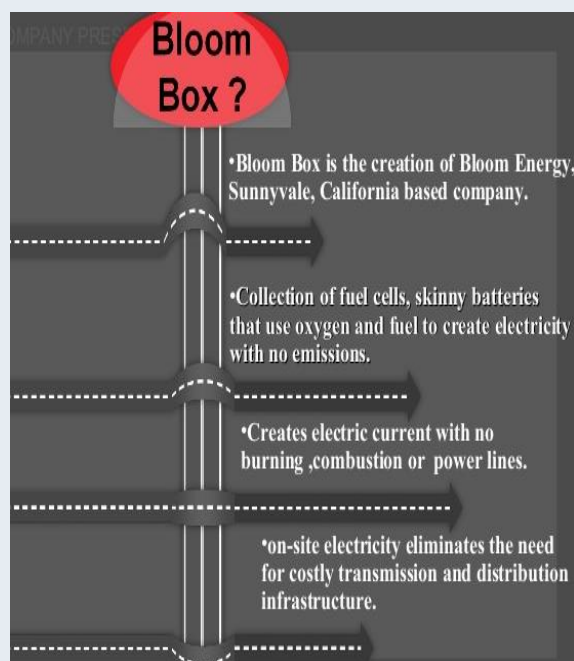 OMPANY PRES
Bloom
Box ?
•Bloom Box is the creation of Bloom Energy,
Sunnyvale, California based company.
•Collection of fuel cells, skinny batteries
that use oxygen and fuel to create electricity
with no emissions.
•Creates electric current with no
burning ,combustion or power lines.
•on-site electricity eliminates the need
for costly transmission and distribution
infrastructure.